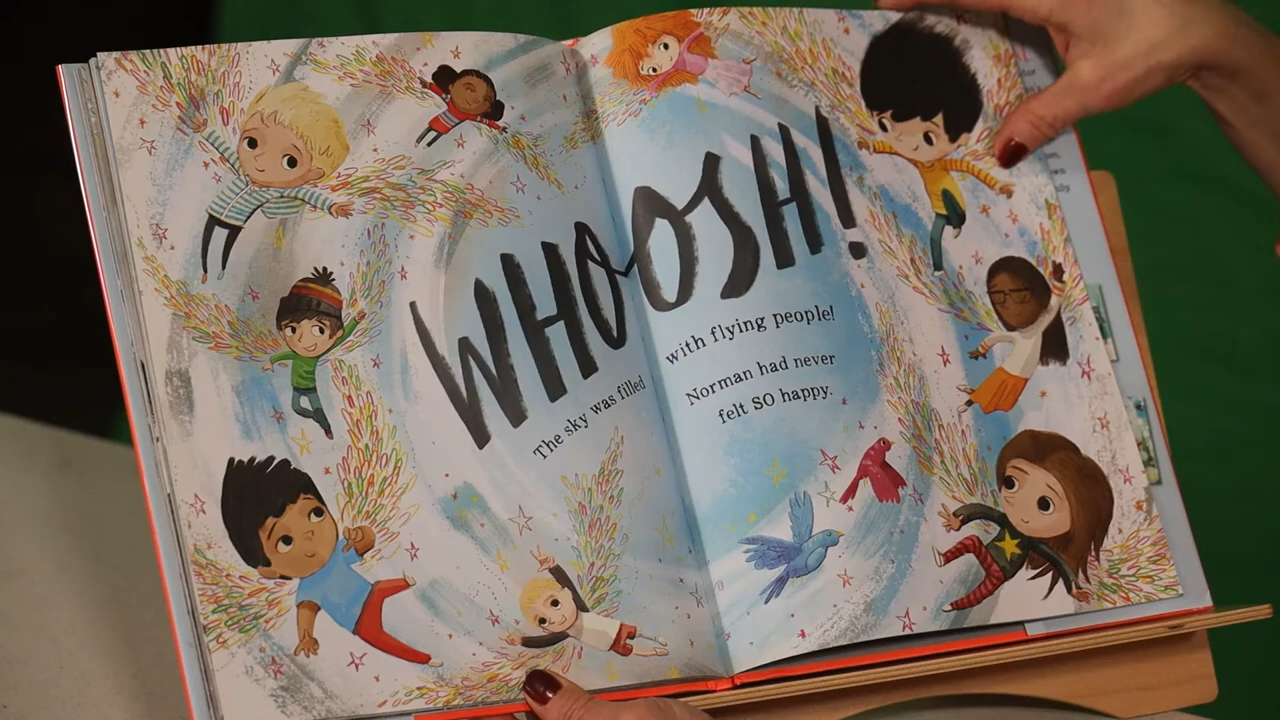 WHOOSH!
The sky was filled
with flying people!
Norman had never
felt SO happy.